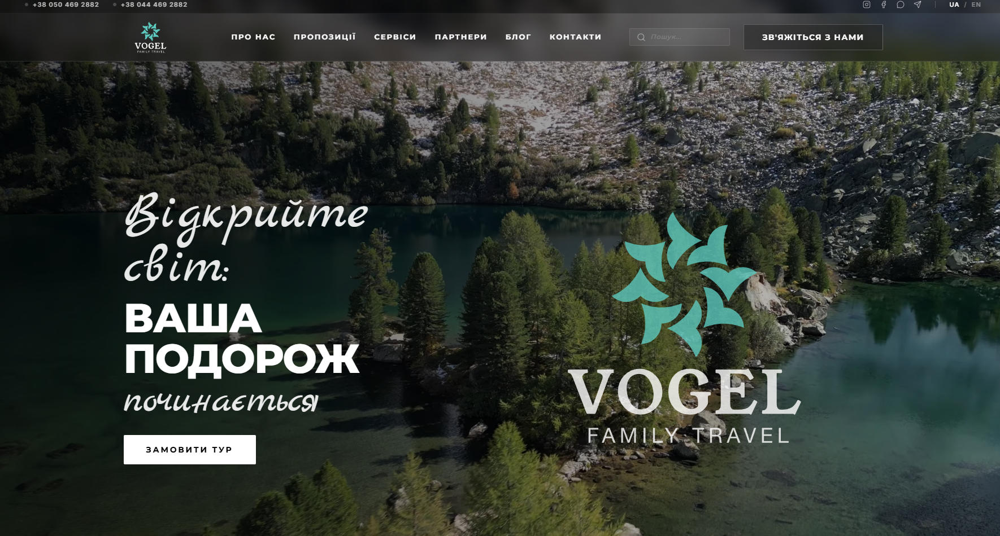 +38 050 469 2882 +38 044 469 2882 UA / EN
VOGEL
FAMILY TRAVEL
ПРО НАС ПРОПОЗИЦІЇ СЕРВІСИ ПАРТНЕРИ БЛОГ КОНТАКТИ Пошук... ЗВ'ЯЖІТЬСЯ З НАМИ
Відкрийте
світ:
ВАША
ПОДОРОЖ
починається
ЗАМОВИТИ ТУР
VOGEL
FAMILY TRAVEL